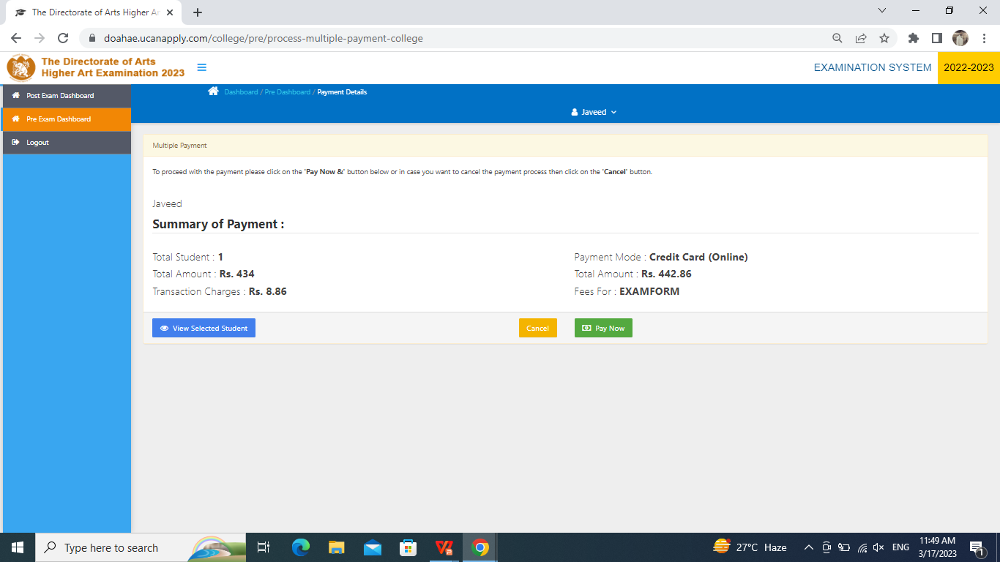 The Directorate of Arts Higher Ar
doahae.ucanapply.com/college/pre/process-multiple-payment-college
The Directorate of Arts
Higher Art Examination 2023
EXAMINATION SYSTEM
2022-2023
Post Exam Dashboard
Pre Exam Dashboard
Logout
Dashboard / Pre Dashboard / Payment Details
Javeed
Multiple Payment
To proceed with the payment please click on the 'Pay Now &' button below or in case you want to cancel the payment process then click on the 'Cancel' button.
Javeed
Summary of Payment :
Total Student : 1
Total Amount : Rs. 434
Transaction Charges : Rs. 8.86
Payment Mode : Credit Card (Online)
Total Amount : Rs. 442.86
Fees For : EXAMFORM
View Selected Student
Cancel
Pay Now
Type here to search
27°C Haze
ENG
11:49 AM
3/17/2023
1